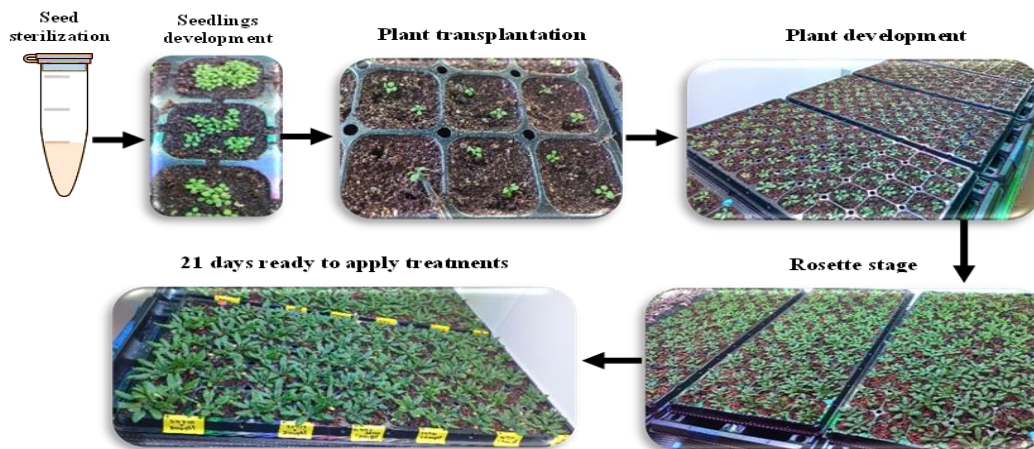 Seed
sterilization
Seedlings
development
Plant transplantation
Plant development
Rosette stage
21 days ready to apply treatments